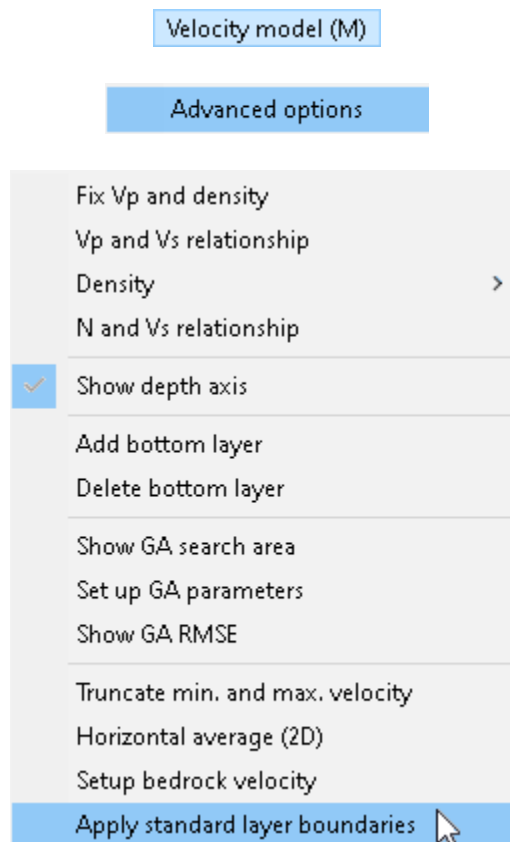 Velocity model (M)
Advanced options
Fix Vp and density
Vp and Vs relationship
Density
N and Vs relationship
Show depth axis
Add bottom layer
Delete bottom layer
Show GA search area
Set up GA parameters
Show GA RMSE
Truncate min. and max. velocity
Horizontal average (2D)
Setup bedrock velocity
Apply standard layer boundaries